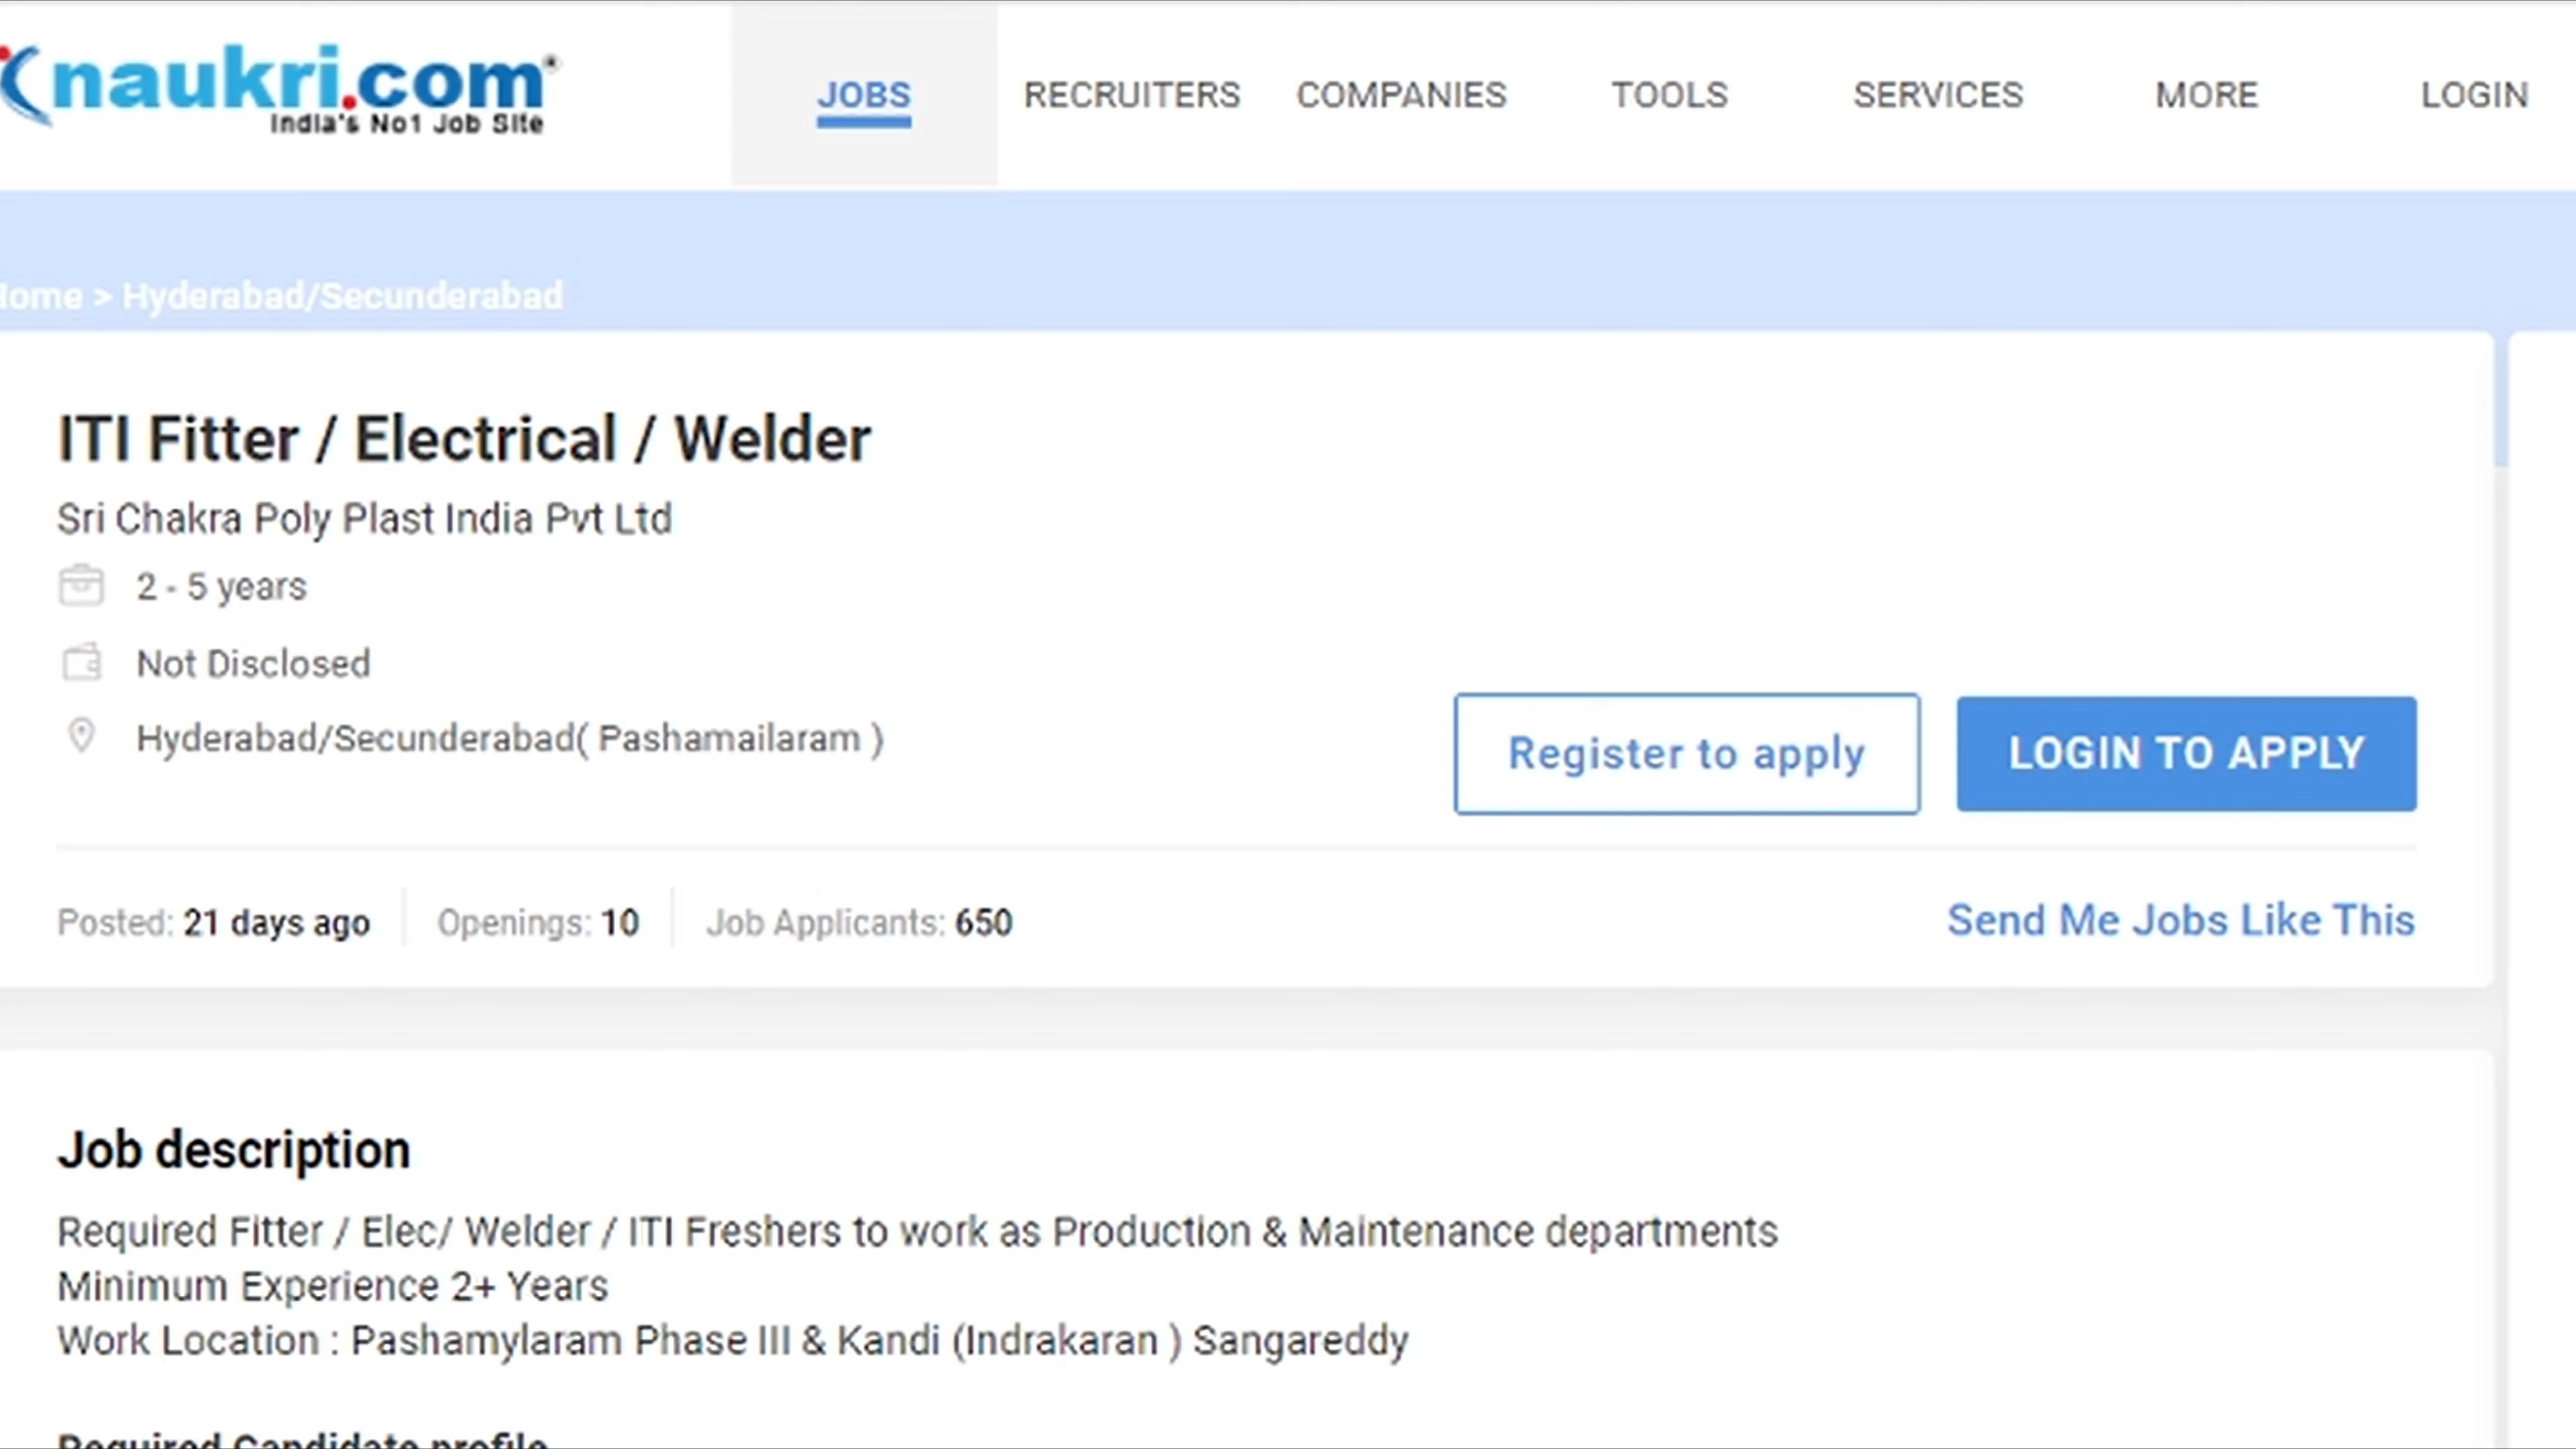 naukri.com
India's No1 Job Site
JOBS RECRUITERS COMPANIES TOOLS SERVICES MORE LOGIN
> Hyderabad/Secunderabad
ITI Fitter / Electrical / Welder
Sri Chakra Poly Plast India Pvt Ltd
2 - 5 years
Not Disclosed
Hyderabad/Secunderabad( Pashamailaram )
Register to apply LOGIN TO APPLY
Posted: 21 days ago Openings: 10 Job Applicants: 650
Send Me Jobs Like This
Job description
Required Fitter / Elec/ Welder / ITI Freshers to work as Production & Maintenance departments
Minimum Experience 2+ Years
Work Location : Pashamylaram Phase III & Kandi (Indrakaran ) Sangareddy
Required Candidate profile